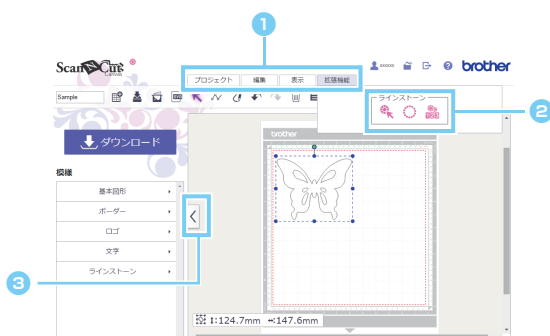 1
ScanNCut
Canvas
xxxxx
brother
プロジェクト
編集
表示
拡張機能
Sample
SVG
ラインストーン
2
ダウンロード
brother
模様
基本図形
ボーダー
ロゴ
文字
ラインストーン
3
↕:124.7mm ↔:147.6mm